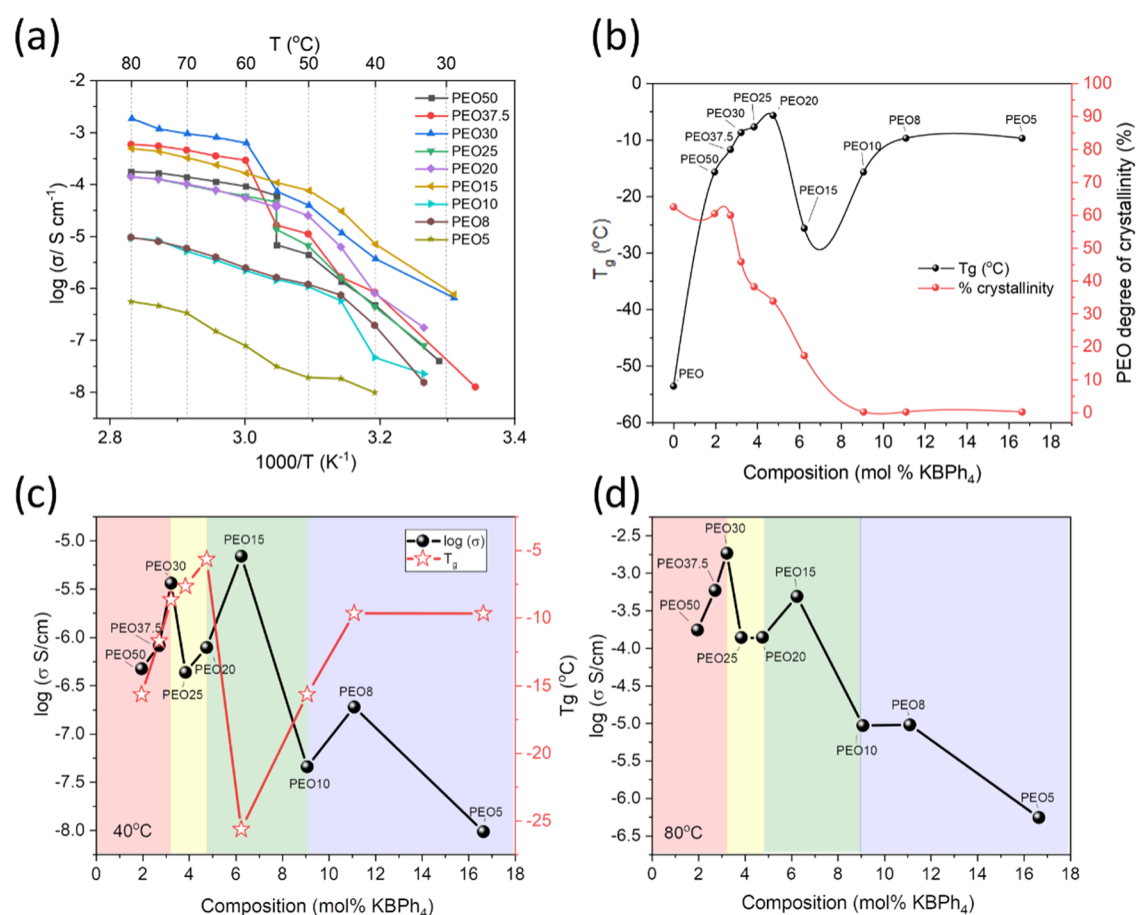 (a)
T (°C)
80 70 60 50 40 30
-2
-3
-4
-5
-6
-7
-8
log (σ/ S cm⁻¹)
PEO50
PEO37.5
PEO30
PEO25
PEO20
PEO15
PEO10
PEO8
PEO5
2.8 3.0 3.2 3.4
1000/T (K⁻¹)
(b)
0
-10
-20
-30
-40
-50
-60
Tg (°C)
PEO
PEO50
PEO37.5
PEO30
PEO25
PEO20
PEO15
PEO10
PEO8
PEO5
Tg (°C)
% crystallinity
100
90
80
70
60
50
40
30
20
10
0
PEO degree of crystallinity (%)
0 2 4 6 8 10 12 14 16 18
Composition (mol % KBPh₄)
(c)
-5.0
-5.5
-6.0
-6.5
-7.0
-7.5
-8.0
log (σ S/cm)
PEO50
PEO37.5
PEO30
PEO25
PEO20
PEO15
PEO10
PEO8
PEO5
log (σ)
Tg
40°C
-5
-10
-15
-20
-25
Tg (°C)
0 2 4 6 8 10 12 14 16 18
Composition (mol% KBPh₄)
(d)
-2.5
-3.0
-3.5
-4.0
-4.5
-5.0
-5.5
-6.0
-6.5
log (σ S/cm)
PEO50
PEO37.5
PEO30
PEO25
PEO20
PEO15
PEO10
PEO8
PEO5
80°C
0 2 4 6 8 10 12 14 16 18
Composition (mol% KBPh₄)